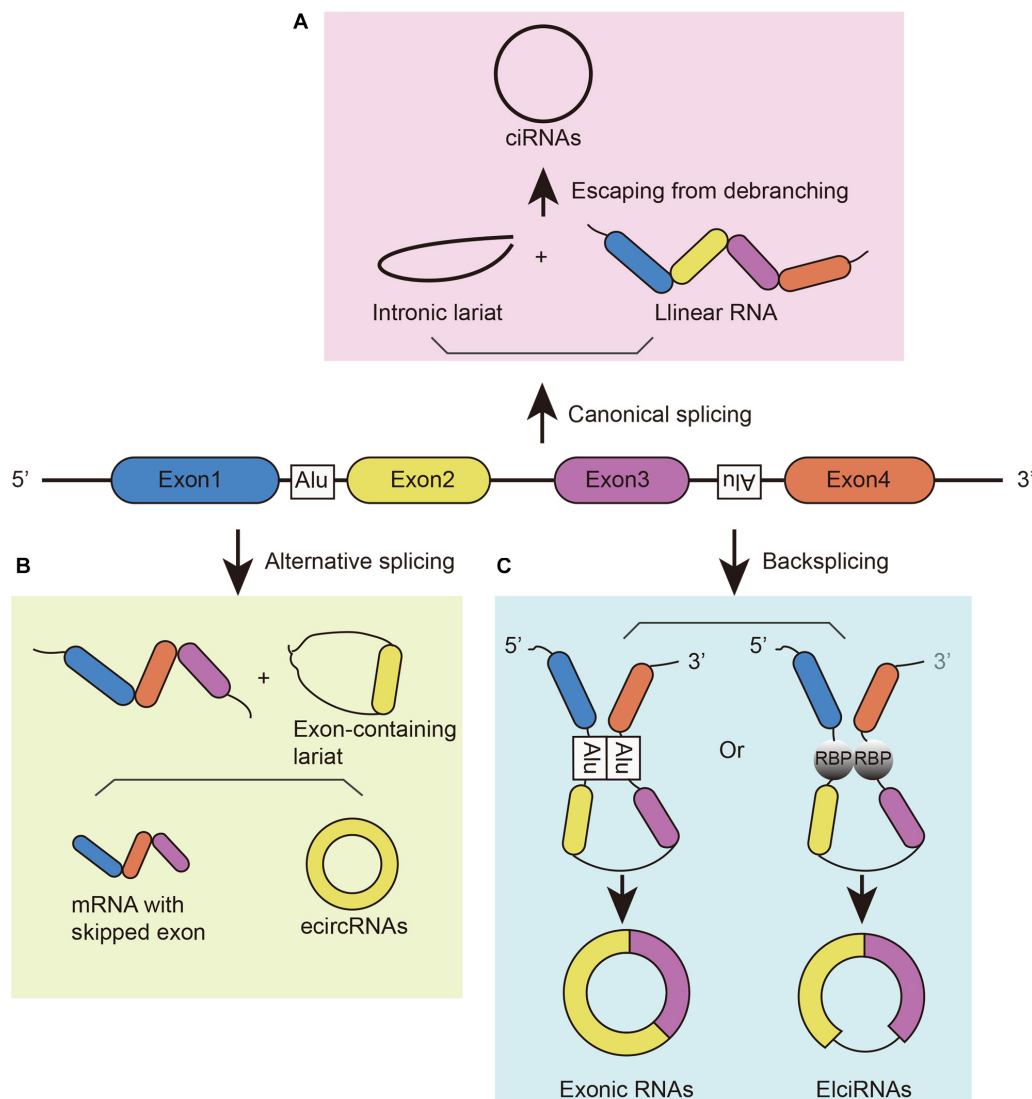 A
ciRNAs
Escaping from debranching
+
Intronic lariat
Llinear RNA
Canonical splicing
5’
Exon1
Alu
Exon2
Exon3
Alu
Exon4
3’
B
Alternative splicing
C
Backsplicing
+
Exon-containing
lariat
mRNA with
skipped exon
ecircRNAs
5’
3’
Alu
Alu
Or
5’
3’
RBP
RBP
Exonic RNAs
ElciRNAs